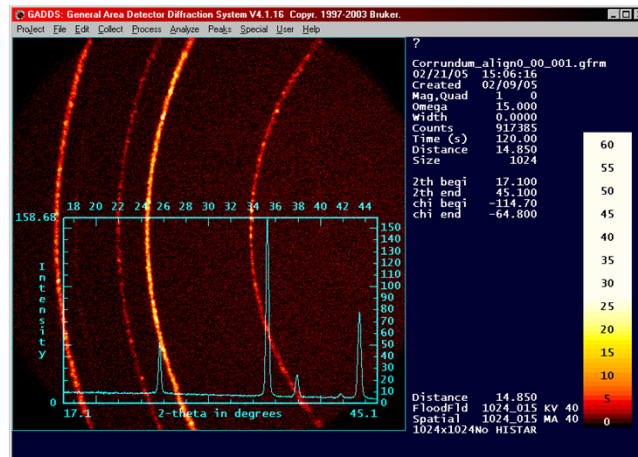 GADDS: General Area Detector Diffraction System V4.1.16 Copyr. 1997-2003 Bruker.
Project File Edit Collect Process Analyze Peaks Special User Help
?
Corrundum_align0_00_001.gfrm
02/21/05 15:06:16
Created 02/09/05
Mag,Quad 1 0
Omega 15.000
Width 0.0000
Counts 917385
Time (s) 120.00
Distance 14.850
Size 1024
2th begi 17.100
2th end 45.100
chi begi -114.70
chi end -64.800
60
55
50
45
40
35
30
25
20
15
10
5
0
18 20 22 24 26 28 30 32 34 36 38 40 42 44
158.68
150
140
130
120
110
100
90
80
70
60
50
40
30
20
10
0
Intensity
0
17.1 2-theta in degrees 45.1
Distance 14.850
FloodFld 1024_015 KV 40
Spatial 1024_015 MA 40
1024x1024No HISTAR